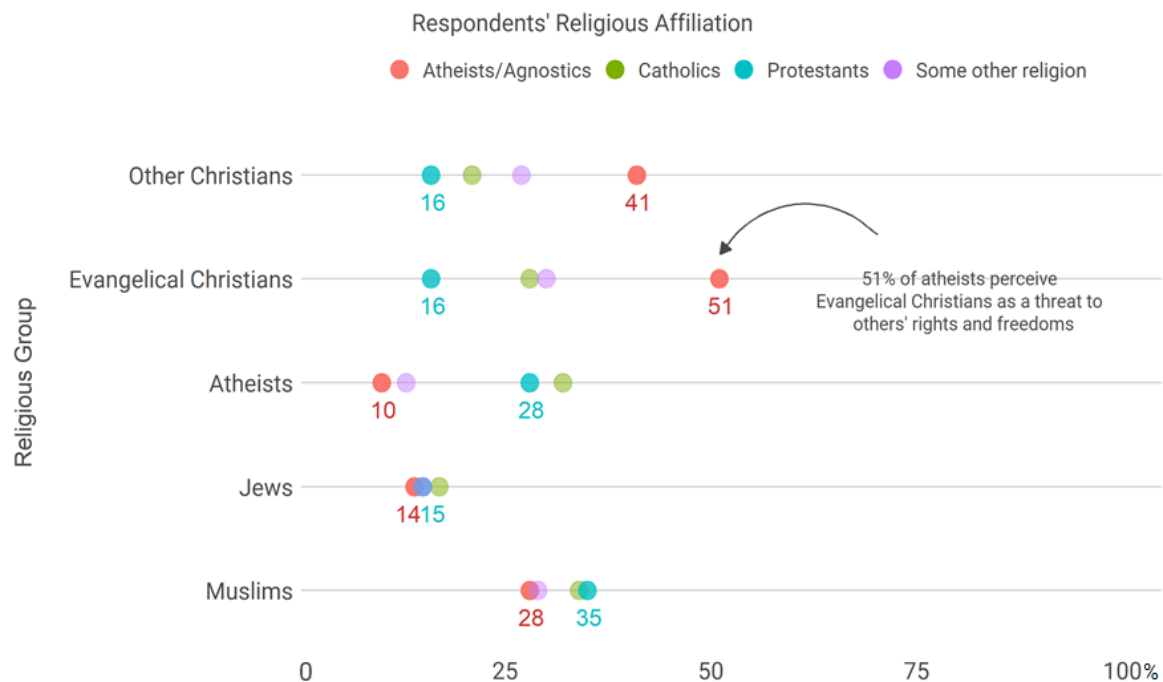 Respondents' Religious Affiliation
Atheists/Agnostics Catholics Protestants Some other religion
Religious Group
Other Christians
16 41
Evangelical Christians
16 51
51% of atheists perceive
Evangelical Christians as a threat to
others' rights and freedoms
Atheists
10 28
Jews
14 15
Muslims
28 35
0 25 50 75 100%